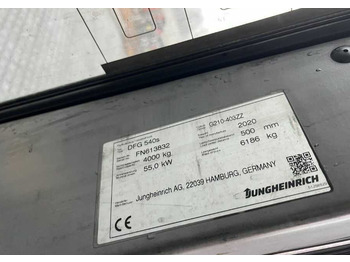 DFG 540s G210-403ZZ
FN613832 2020
4000 kg 500 mm
55,0 kW 6186 kg
Jungheinrich AG, 22039 HAMBURG, GERMANY
CE JUNGHEINRICH